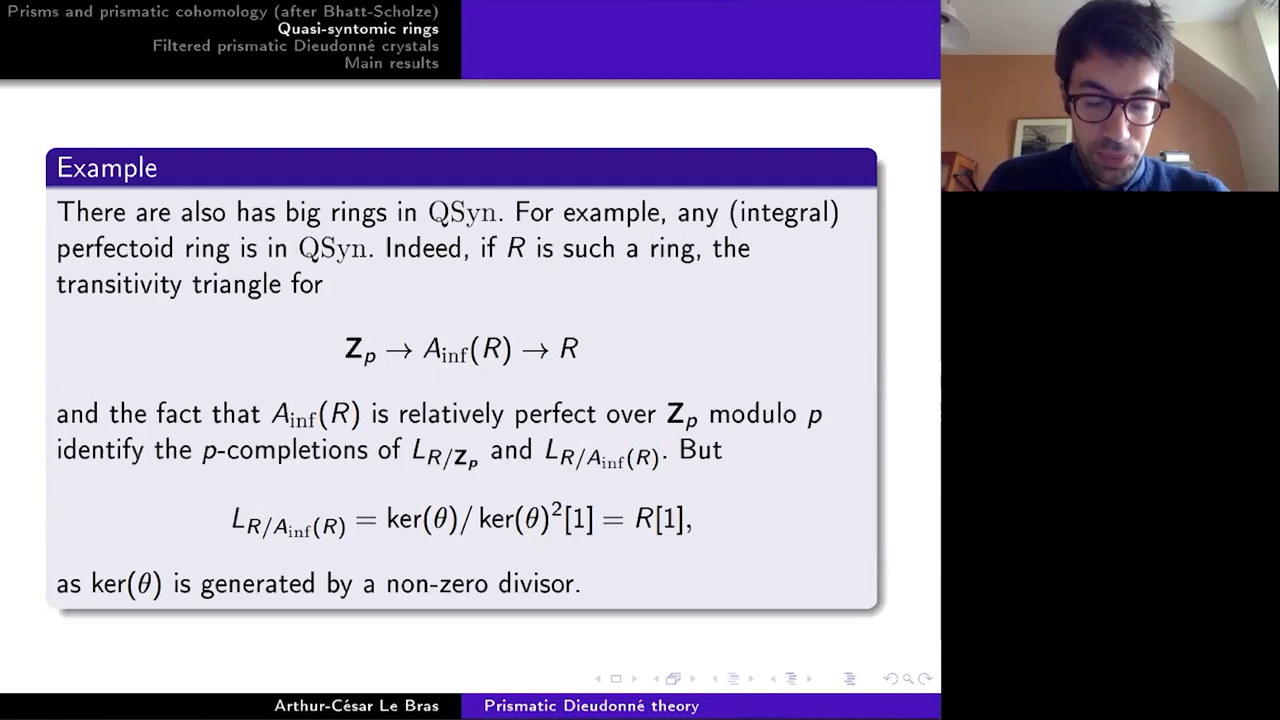 Prisms and prismatic cohomology (after Bhatt-Scholze)
Quasi-syntomic rings
Filtered prismatic Dieudonné crystals
Main results
Example
There are also has big rings in QSyn. For example, any (integral)
perfectoid ring is in QSyn. Indeed, if R is such a ring, the
transitivity triangle for
Z_p → A_inf(R) → R
and the fact that A_inf(R) is relatively perfect over Z_p modulo p
identify the p-completions of L_{R/Z_p} and L_{R/A_inf(R)}. But
L_{R/A_inf(R)} = ker(θ)/ ker(θ)²[1] = R[1],
as ker(θ) is generated by a non-zero divisor.
Arthur-César Le Bras
Prismatic Dieudonné theory